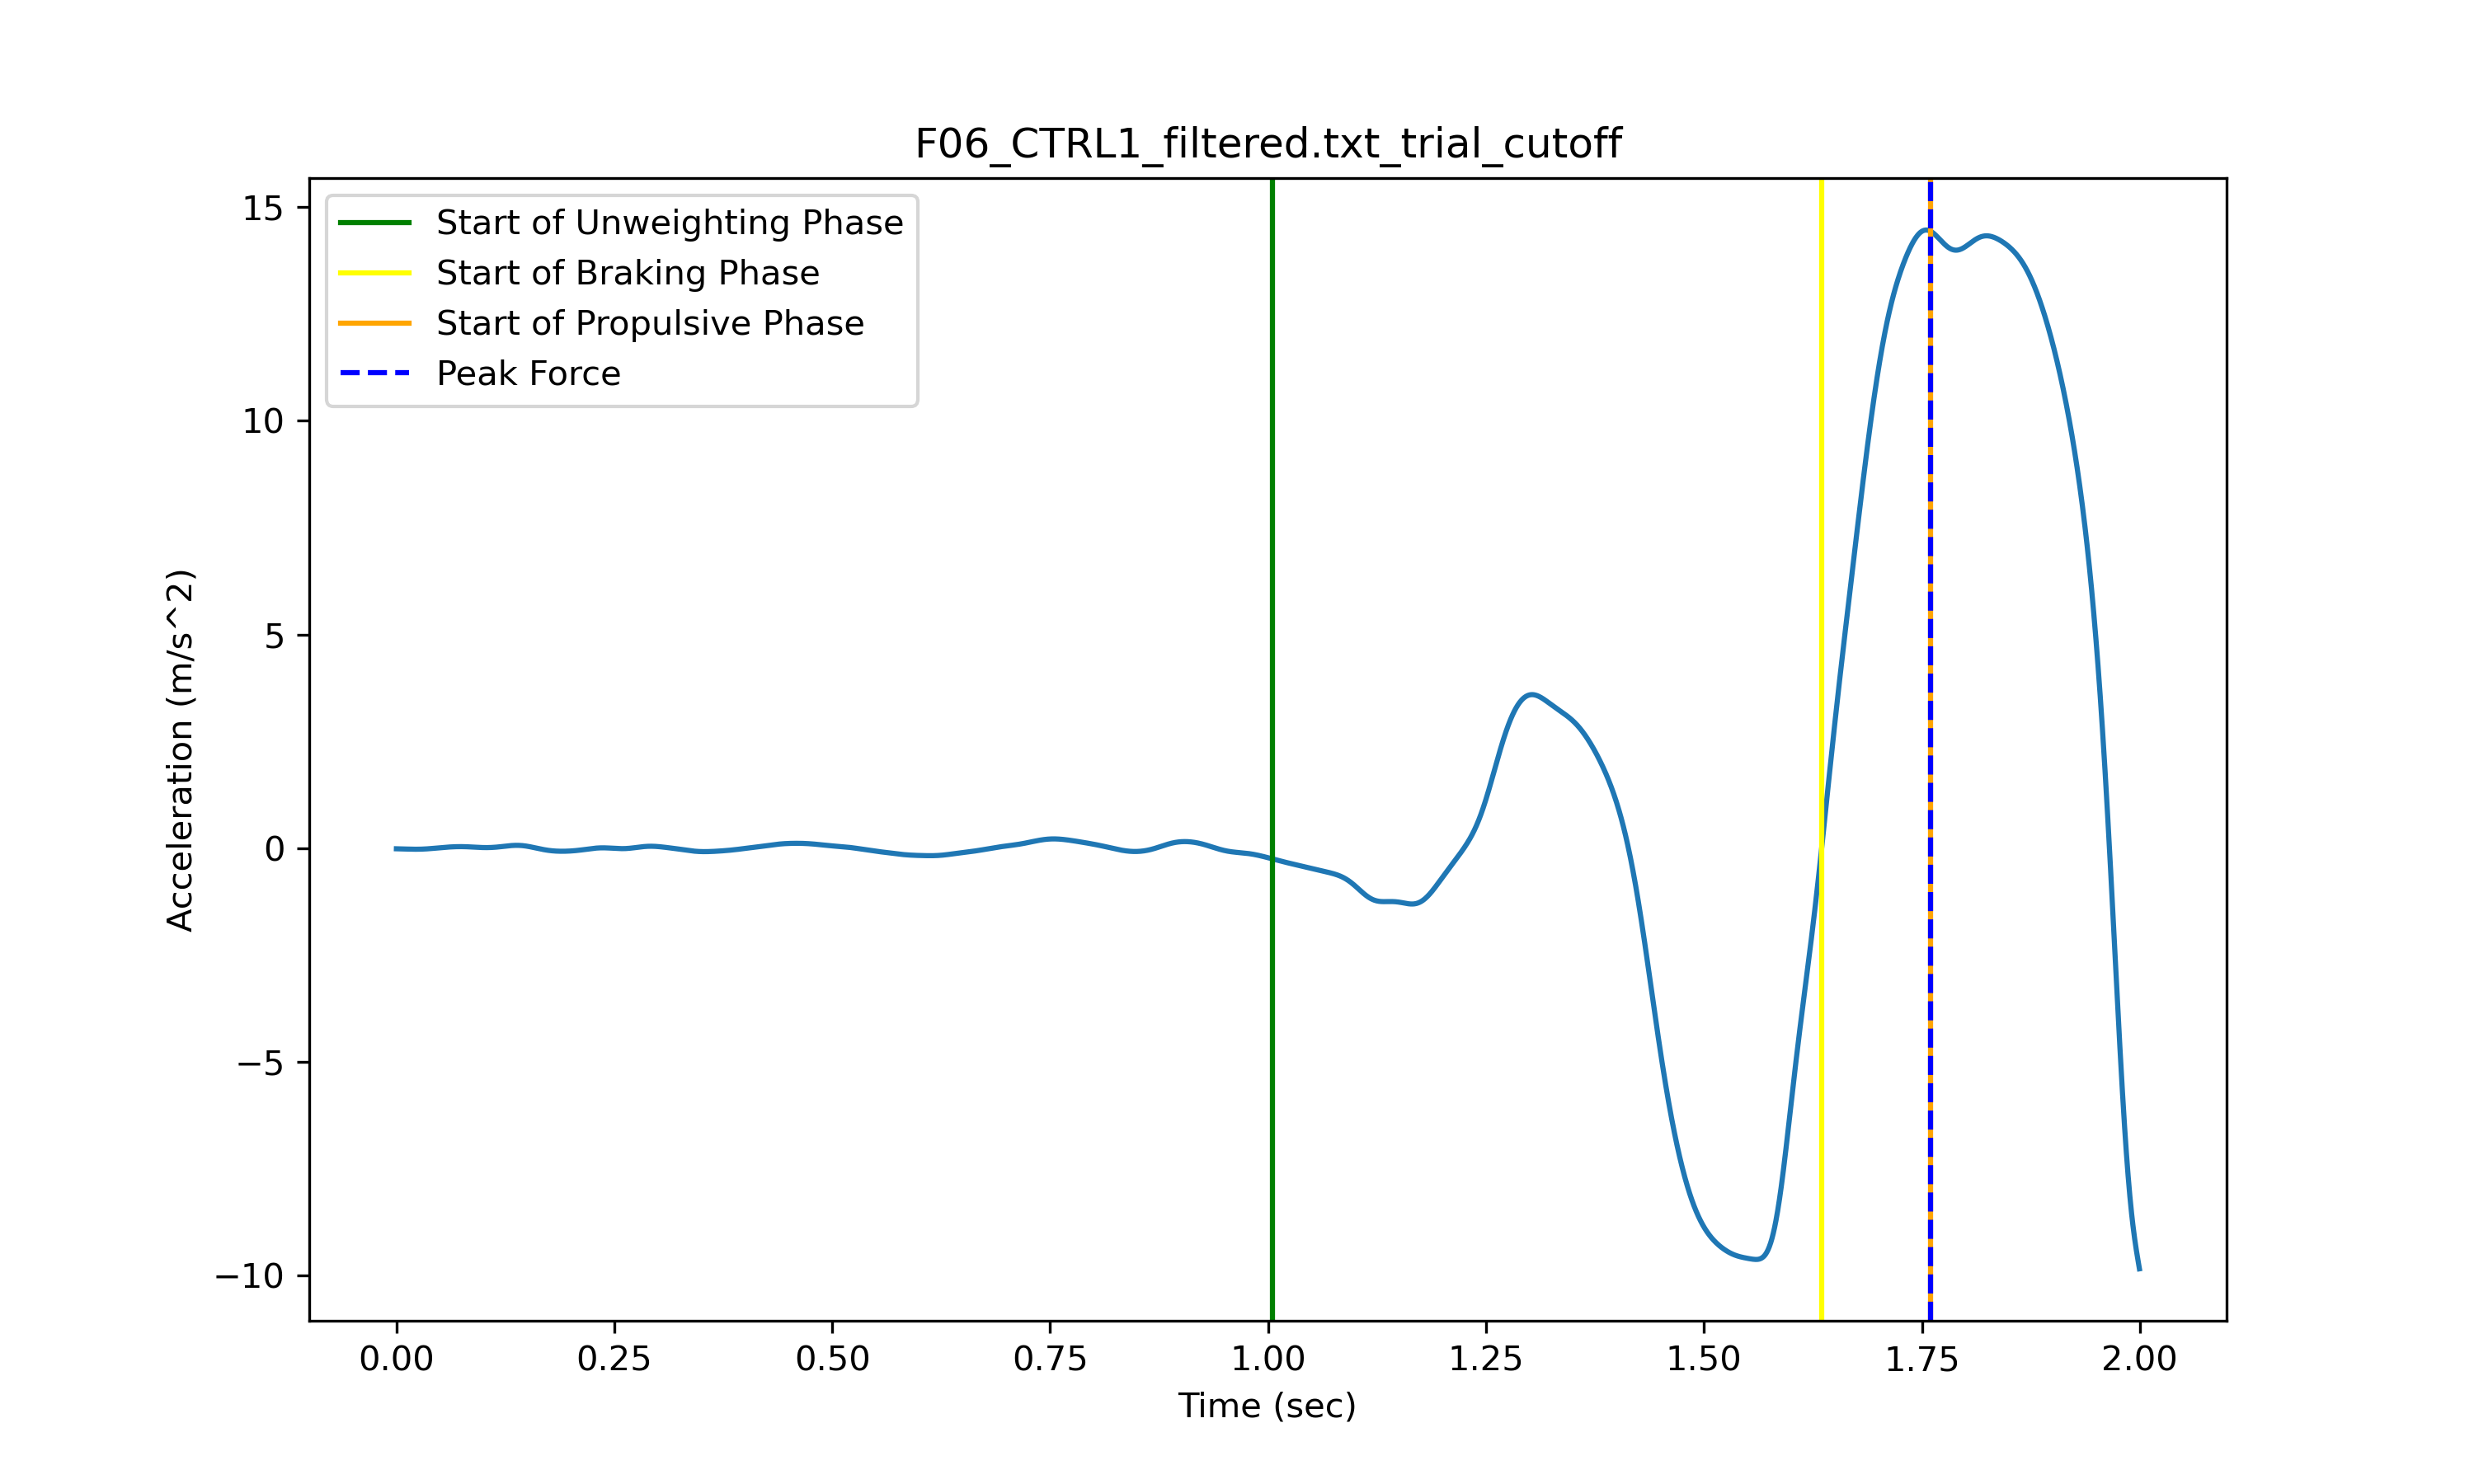 F06_CTRL1_filtered.txt_trial_cutoff
Start of Unweighting Phase
Start of Braking Phase
Start of Propulsive Phase
Peak Force
15
10
5
0
−5
−10
Acceleration (m/s^2)
0.00 0.25 0.50 0.75 1.00 1.25 1.50 1.75 2.00
Time (sec)